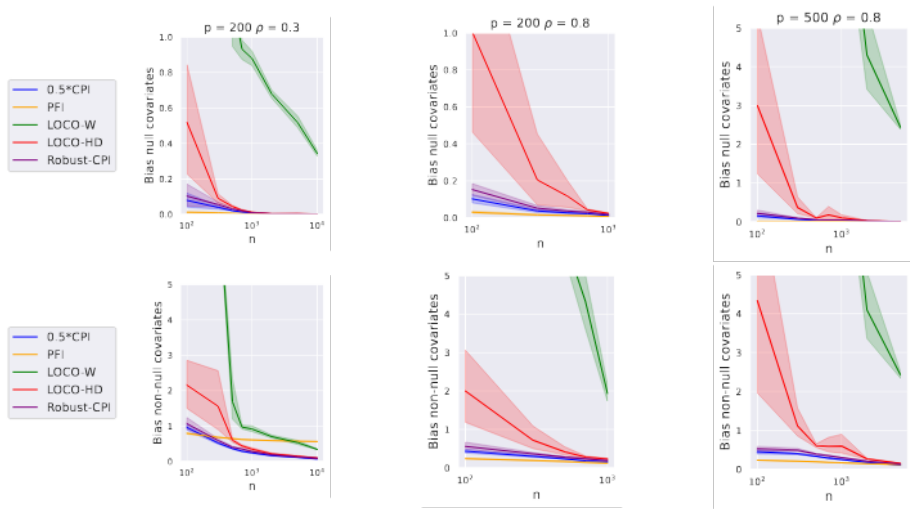 p = 200 ρ = 0.3
p = 200 ρ = 0.8
p = 500 ρ = 0.8
0.5*CPI
PFI
LOCO-W
LOCO-HD
Robust-CPI
Bias null covariates
1.0
0.8
0.6
0.4
0.2
0.0
10²
10³
n
Bias null covariates
1.0
0.8
0.6
0.4
0.2
0.0
10²
n
Bias null covariates
5
4
3
2
1
0
10²
10³
n
0.5*CPI
PFI
LOCO-W
LOCO-HD
Robust-CPI
Bias non-null covariates
5
4
3
2
1
0
10²
10³
n
Bias non-null covariates
5
4
3
2
1
0
10²
10³
n
Bias non-null covariates
5
4
3
2
1
0
10²
10³
n